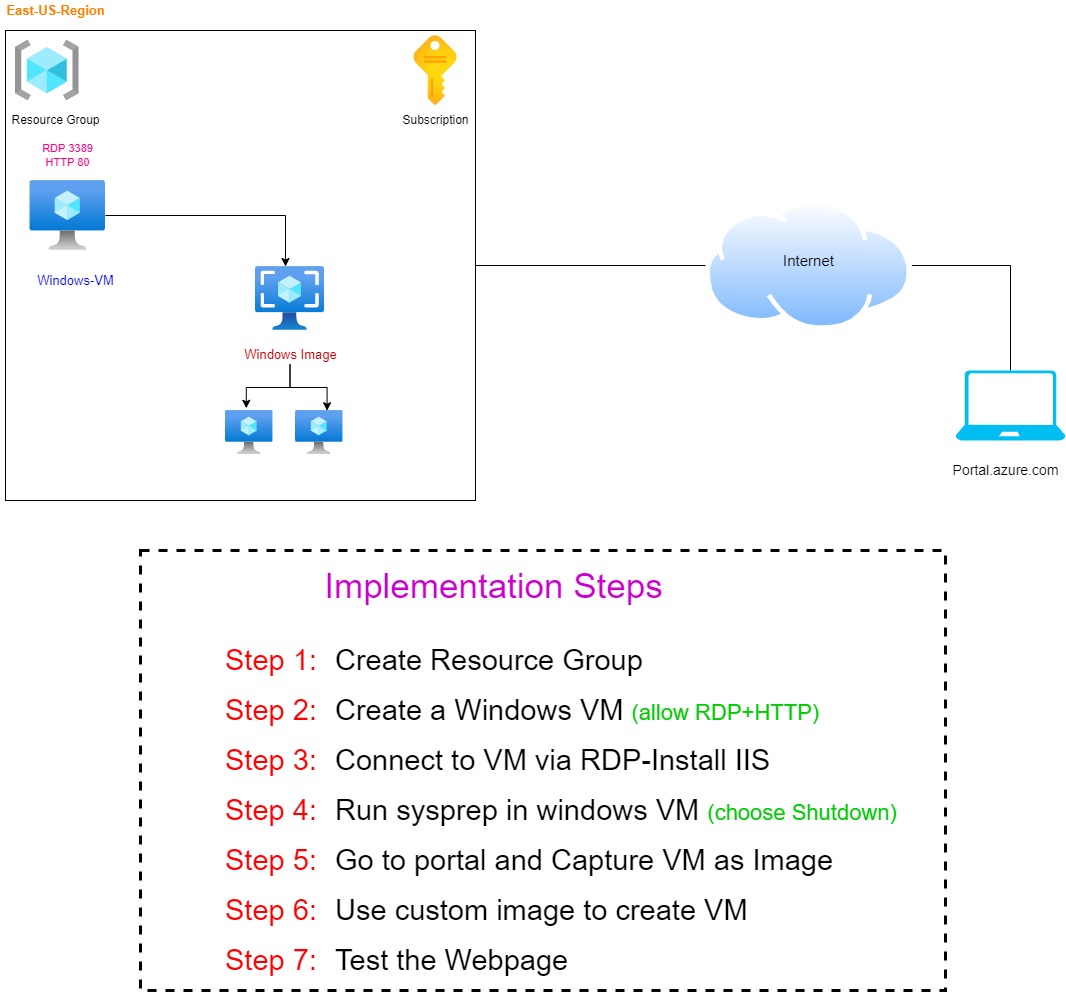 East-US-Region
Resource Group
Subscription
RDP 3389
HTTP 80
Windows-VM
Internet
Windows Image
Portal.azure.com
Implementation Steps
Step 1: Create Resource Group
Step 2: Create a Windows VM (allow RDP+HTTP)
Step 3: Connect to VM via RDP-Install IIS
Step 4: Run sysprep in windows VM (choose Shutdown)
Step 5: Go to portal and Capture VM as Image
Step 6: Use custom image to create VM
Step 7: Test the Webpage